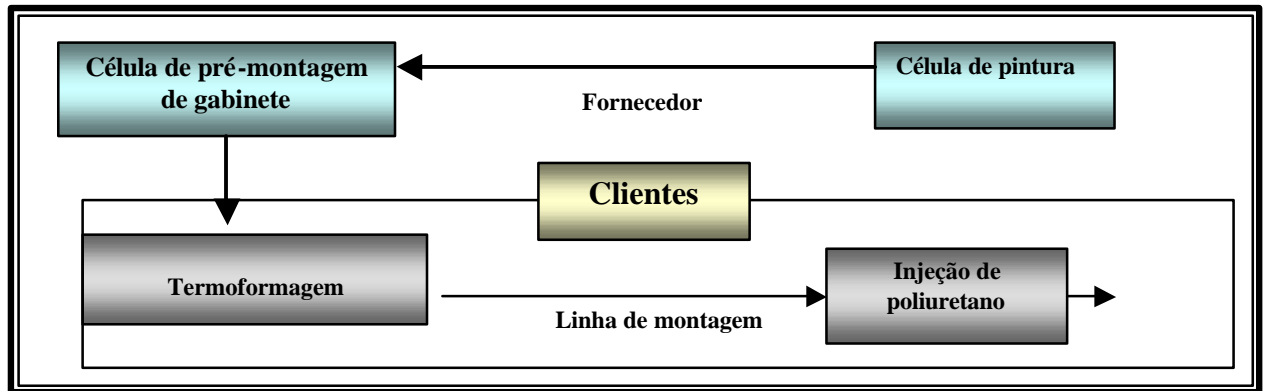 Célula de pré-montagem
de gabinete
Célula de pintura
Fornecedor
Clientes
Termoformagem
Injeção de
poliuretano
Linha de montagem